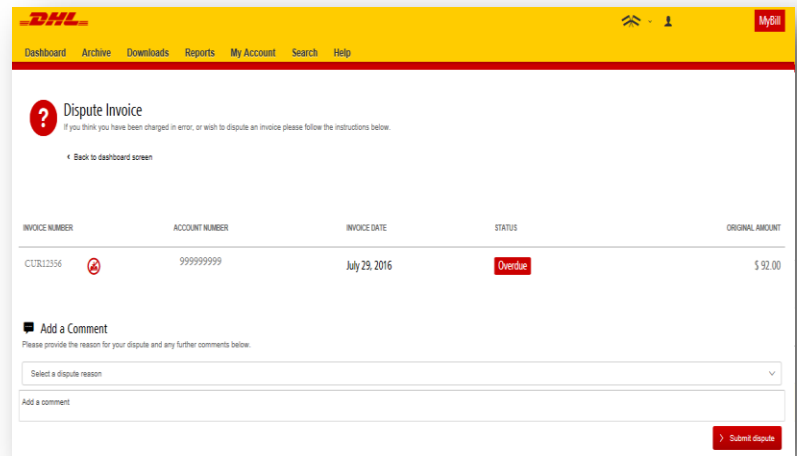 DHL
MyBill
Dashboard Archive Downloads Reports My Account Search Help
?
Dispute Invoice
If you think you have been charged in error, or wish to dispute an invoice please follow the instructions below.
‹ Back to dashboard screen
INVOICE NUMBER ACCOUNT NUMBER INVOICE DATE STATUS ORIGINAL AMOUNT
CUR12356 999999999 July 29, 2016 Overdue $ 92.00
Add a Comment
Please provide the reason for your dispute and any further comments below.
Select a dispute reason
Add a comment
> Submit dispute